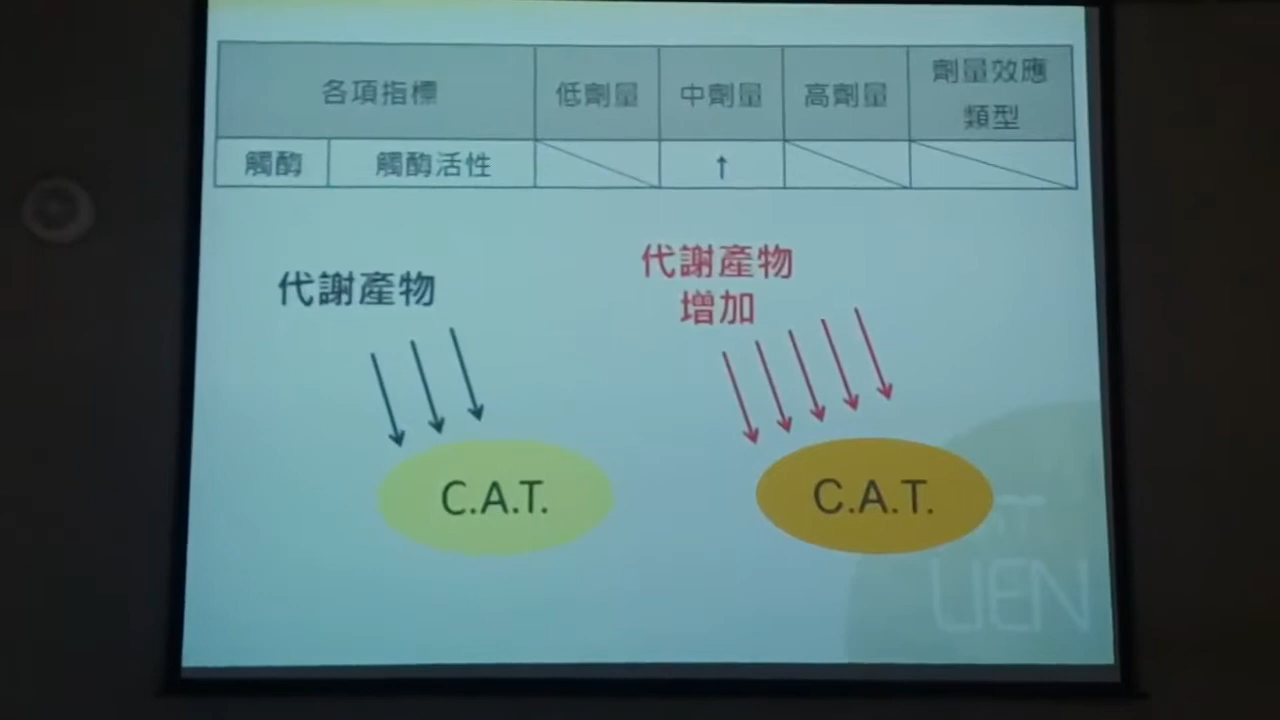 各項指標 低劑量 中劑量 高劑量 劑量效應
類型
觸酶 觸酶活性 ↑
代謝產物
代謝產物
增加
C.A.T.
C.A.T.
UEN